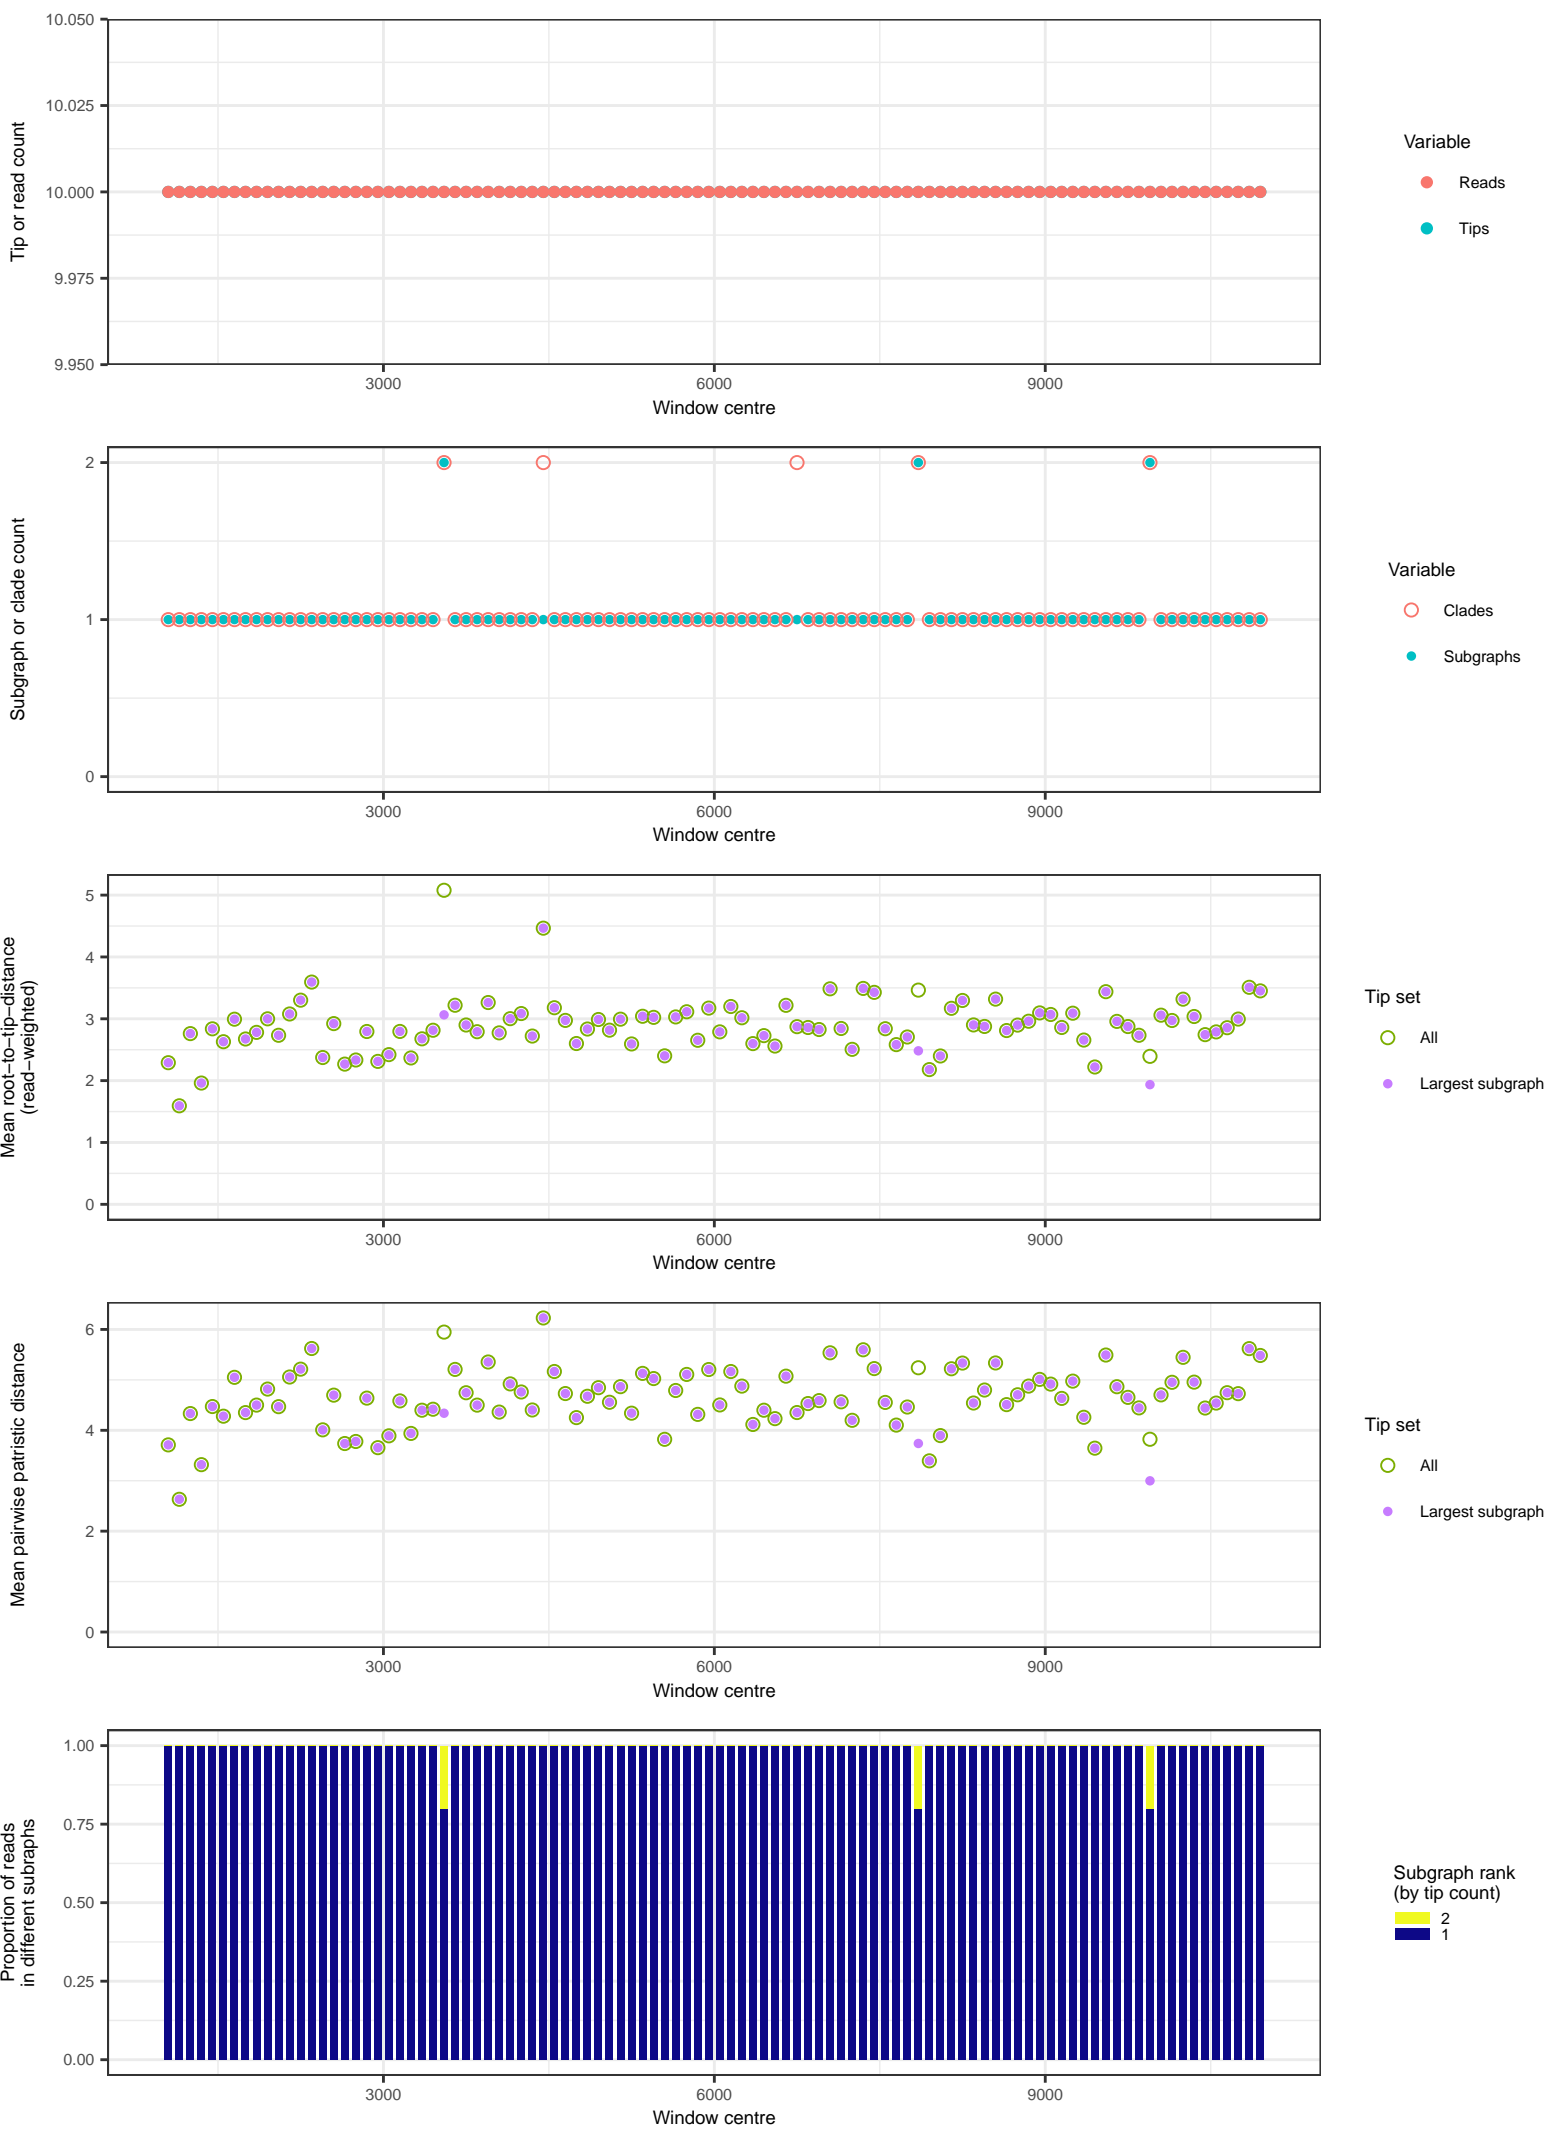 10.050
10.025
10.000
9.975
9.950
Tip or read count
3000
6000
9000
Window centre
Variable
Reads
Tips
2
1
0
Subgraph or clade count
3000
6000
9000
Window centre
Variable
Clades
Subgraphs
5
4
3
2
1
0
Mean root−to−tip−distance
(read−weighted)
3000
6000
9000
Window centre
Tip set
All
Largest subgraph
6
4
2
0
Mean pairwise patristic distance
3000
6000
9000
Window centre
Tip set
All
Largest subgraph
1.00
0.75
0.50
0.25
0.00
Proportion of reads
in different subraphs
3000
6000
9000
Window centre
Subgraph rank
(by tip count)
2
1